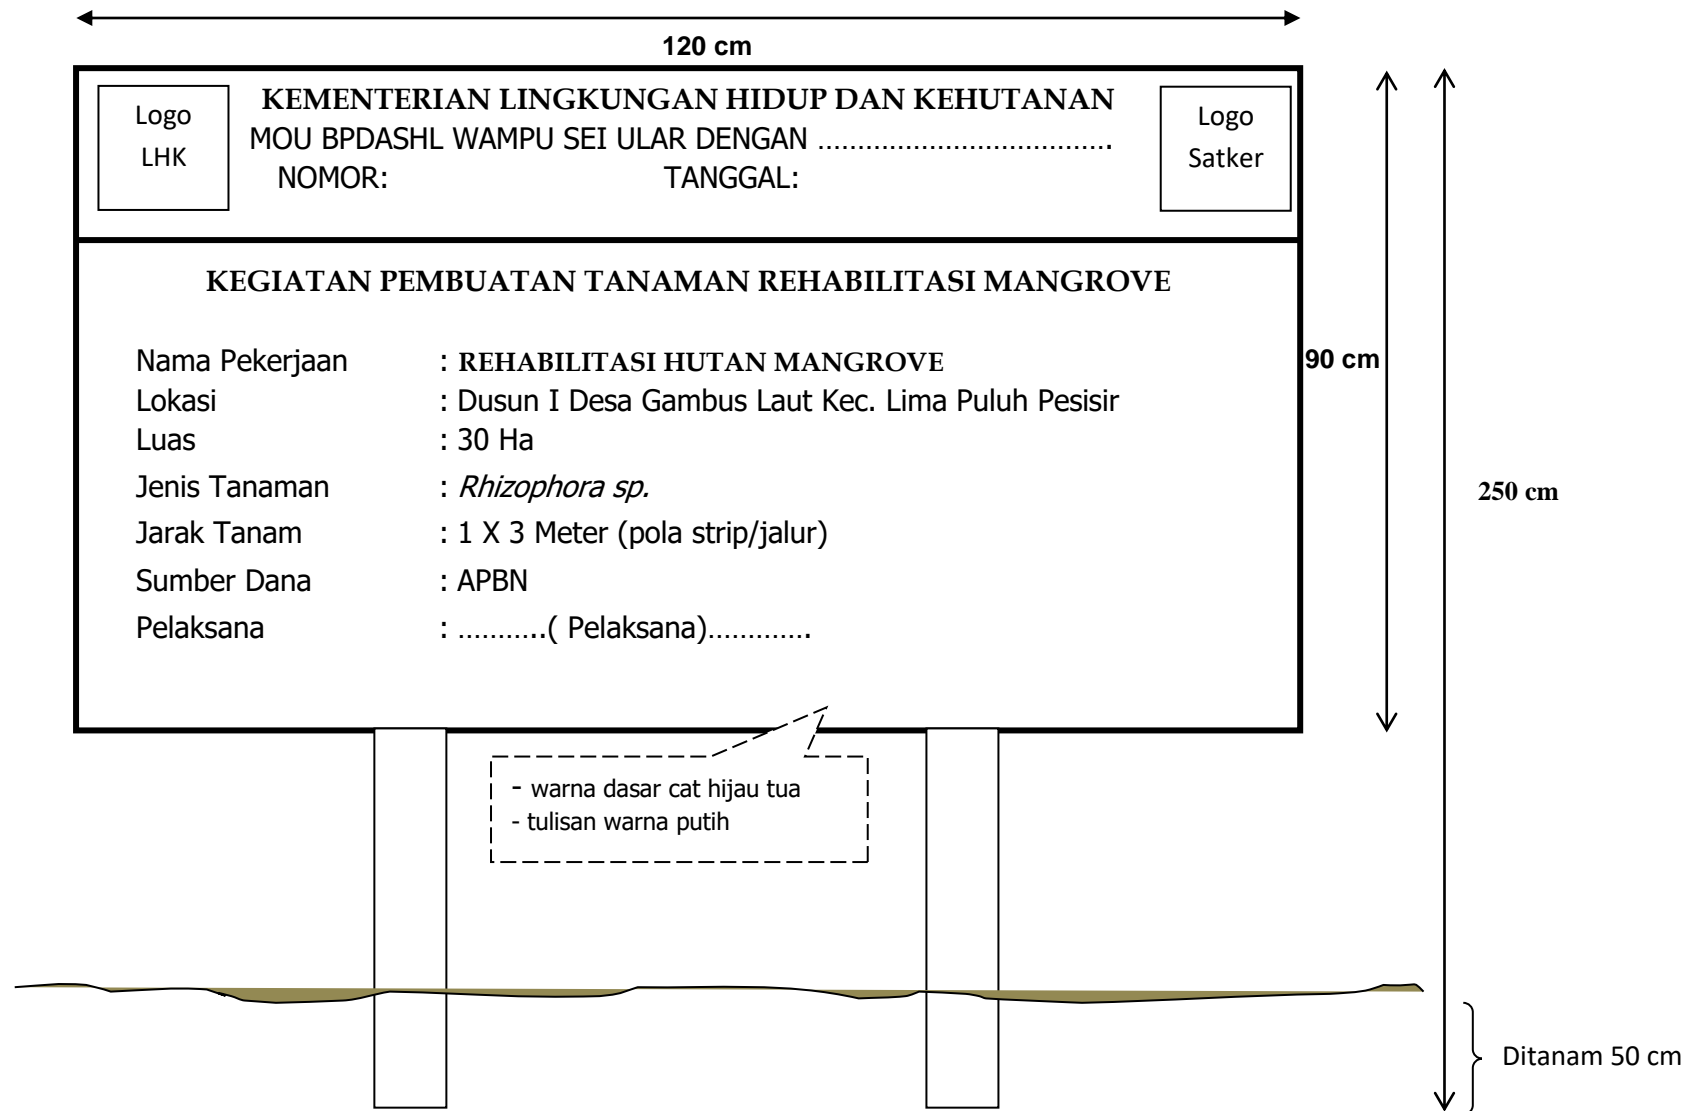 120 cm
Logo
LHK
KEMENTERIAN LINGKUNGAN HIDUP DAN KEHUTANAN
MOU BPDASHL WAMPU SEI ULAR DENGAN ……………………………….
NOMOR: TANGGAL:
Logo
Satker
KEGIATAN PEMBUATAN TANAMAN REHABILITASI MANGROVE
Nama Pekerjaan : REHABILITASI HUTAN MANGROVE
Lokasi : Dusun I Desa Gambus Laut Kec. Lima Puluh Pesisir
Luas : 30 Ha
Jenis Tanaman : Rhizophora sp.
Jarak Tanam : 1 X 3 Meter (pola strip/jalur)
Sumber Dana : APBN
Pelaksana : ………..( Pelaksana)………….
90 cm
250 cm
- warna dasar cat hijau tua
- tulisan warna putih
Ditanam 50 cm